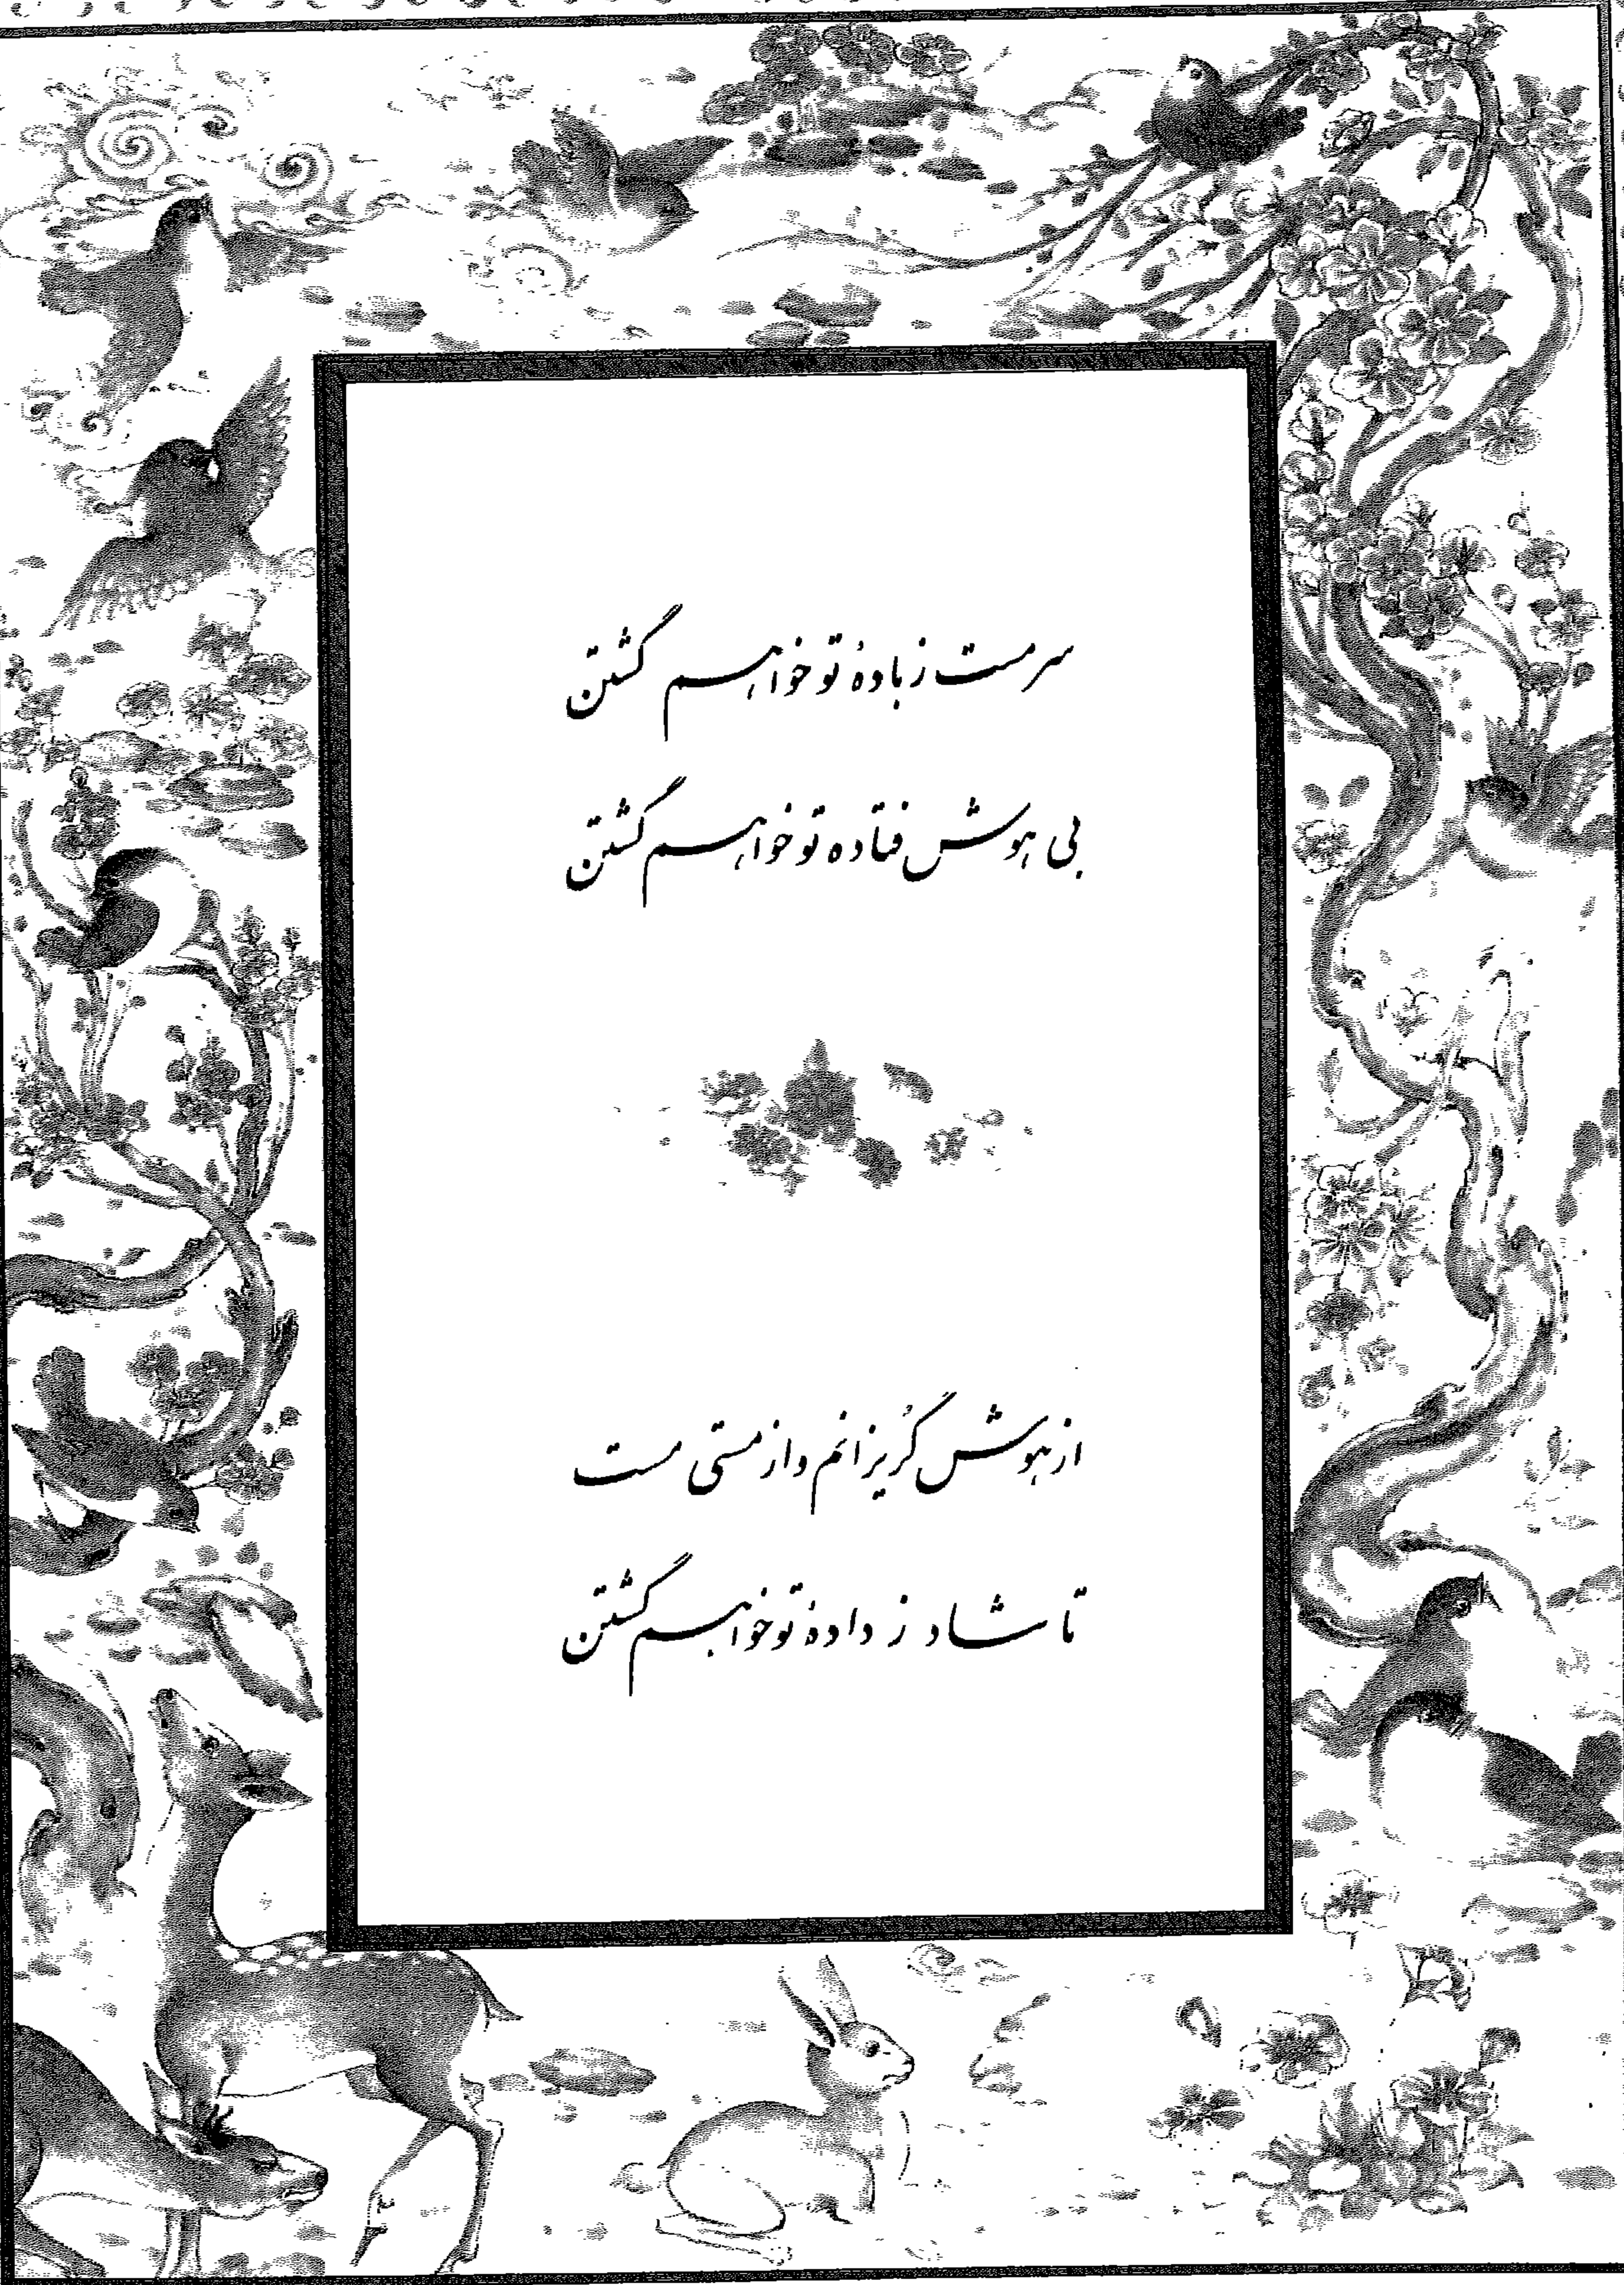 سرمست ز بادهٔ تو خواهم گشتن
بی هوش فتاده تو خواهم گشتن
از هوش گریزانم و از مستی مست
تا شاد ز دادهٔ تو خواهم گشتن